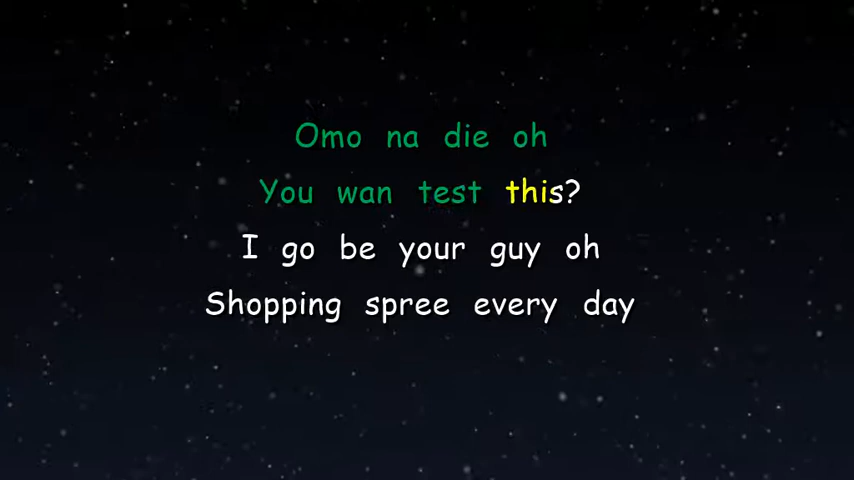 Omo na die oh
You wan test this?
I go be your guy oh
Shopping spree every day